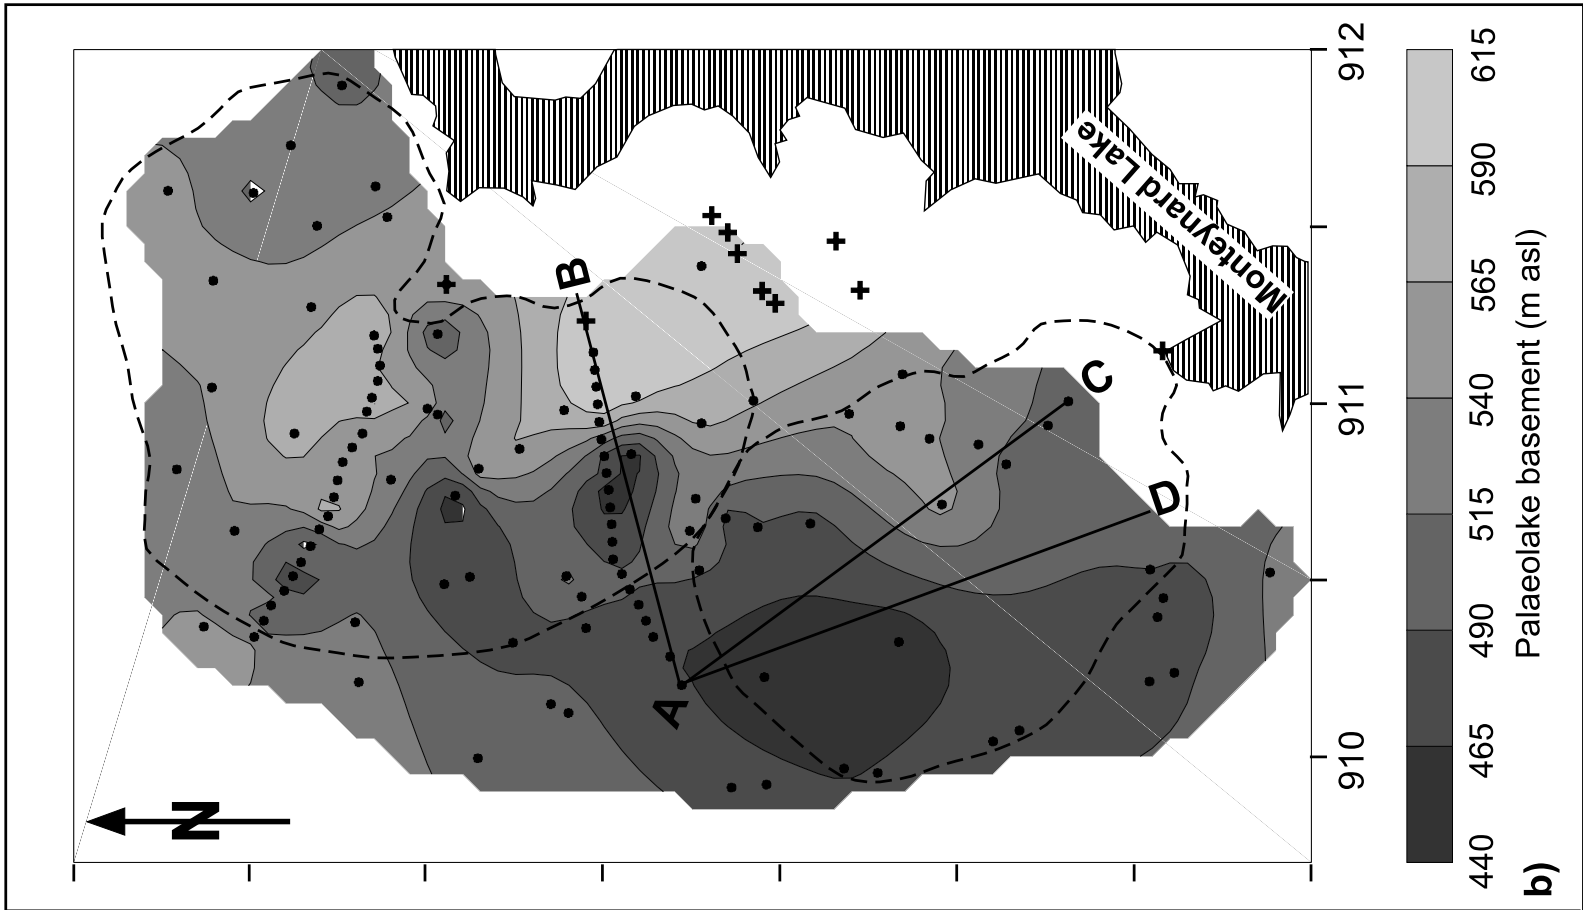 N
A
B
C
D
Monteynard Lake
912
911
910
440 465 490 515 540 565 590 615
Palaeolake basement (m asl)
b)